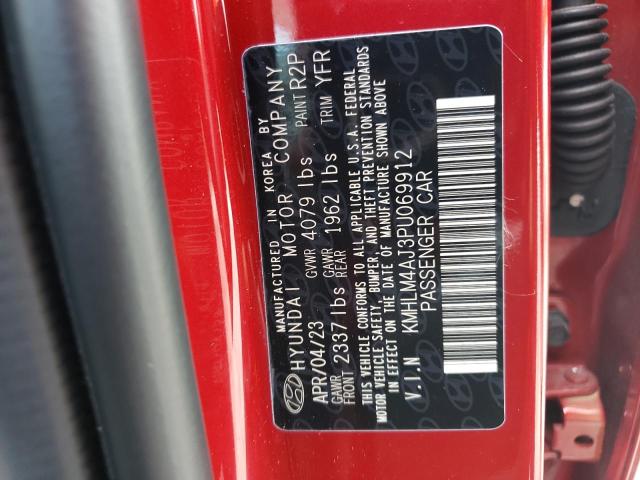 MANUFACTURED IN KOREA BY
HYUNDAI MOTOR COMPANY
APR/04/23 GVWR 4079 lbs PAINT R2P
GAWR FRONT 2337 lbs GAWR REAR 1962 lbs TRIM YFR
THIS VEHICLE CONFORMS TO ALL APPLICABLE U.S.A. FEDERAL
MOTOR VEHICLE SAFETY, BUMPER, AND THEFT PREVENTION STANDARDS
IN EFFECT ON THE DATE OF MANUFACTURE SHOWN ABOVE
V.I.N KMHLM4AJ3PU069912
PASSENGER CAR